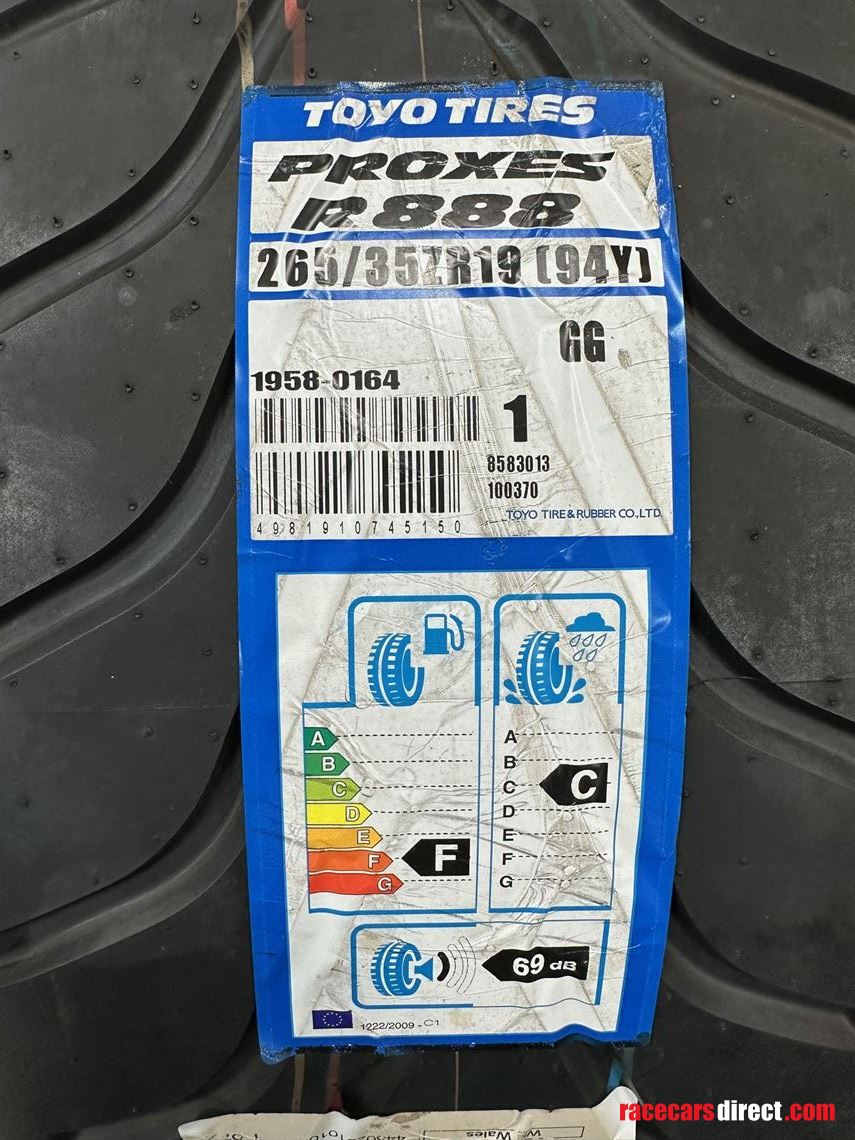 TOYO TIRES
PROXES
R888
265/35ZR19 (94Y)
GG
1958-0164
1
8583013
100370
4981910745150
TOYO TIRE & RUBBER CO.,LTD.
A
B
C
D
E
F
G
F
A
B
C
D
E
F
G
C
69 dB
1222/2009 - C1
Wales
racecarsdirect.com